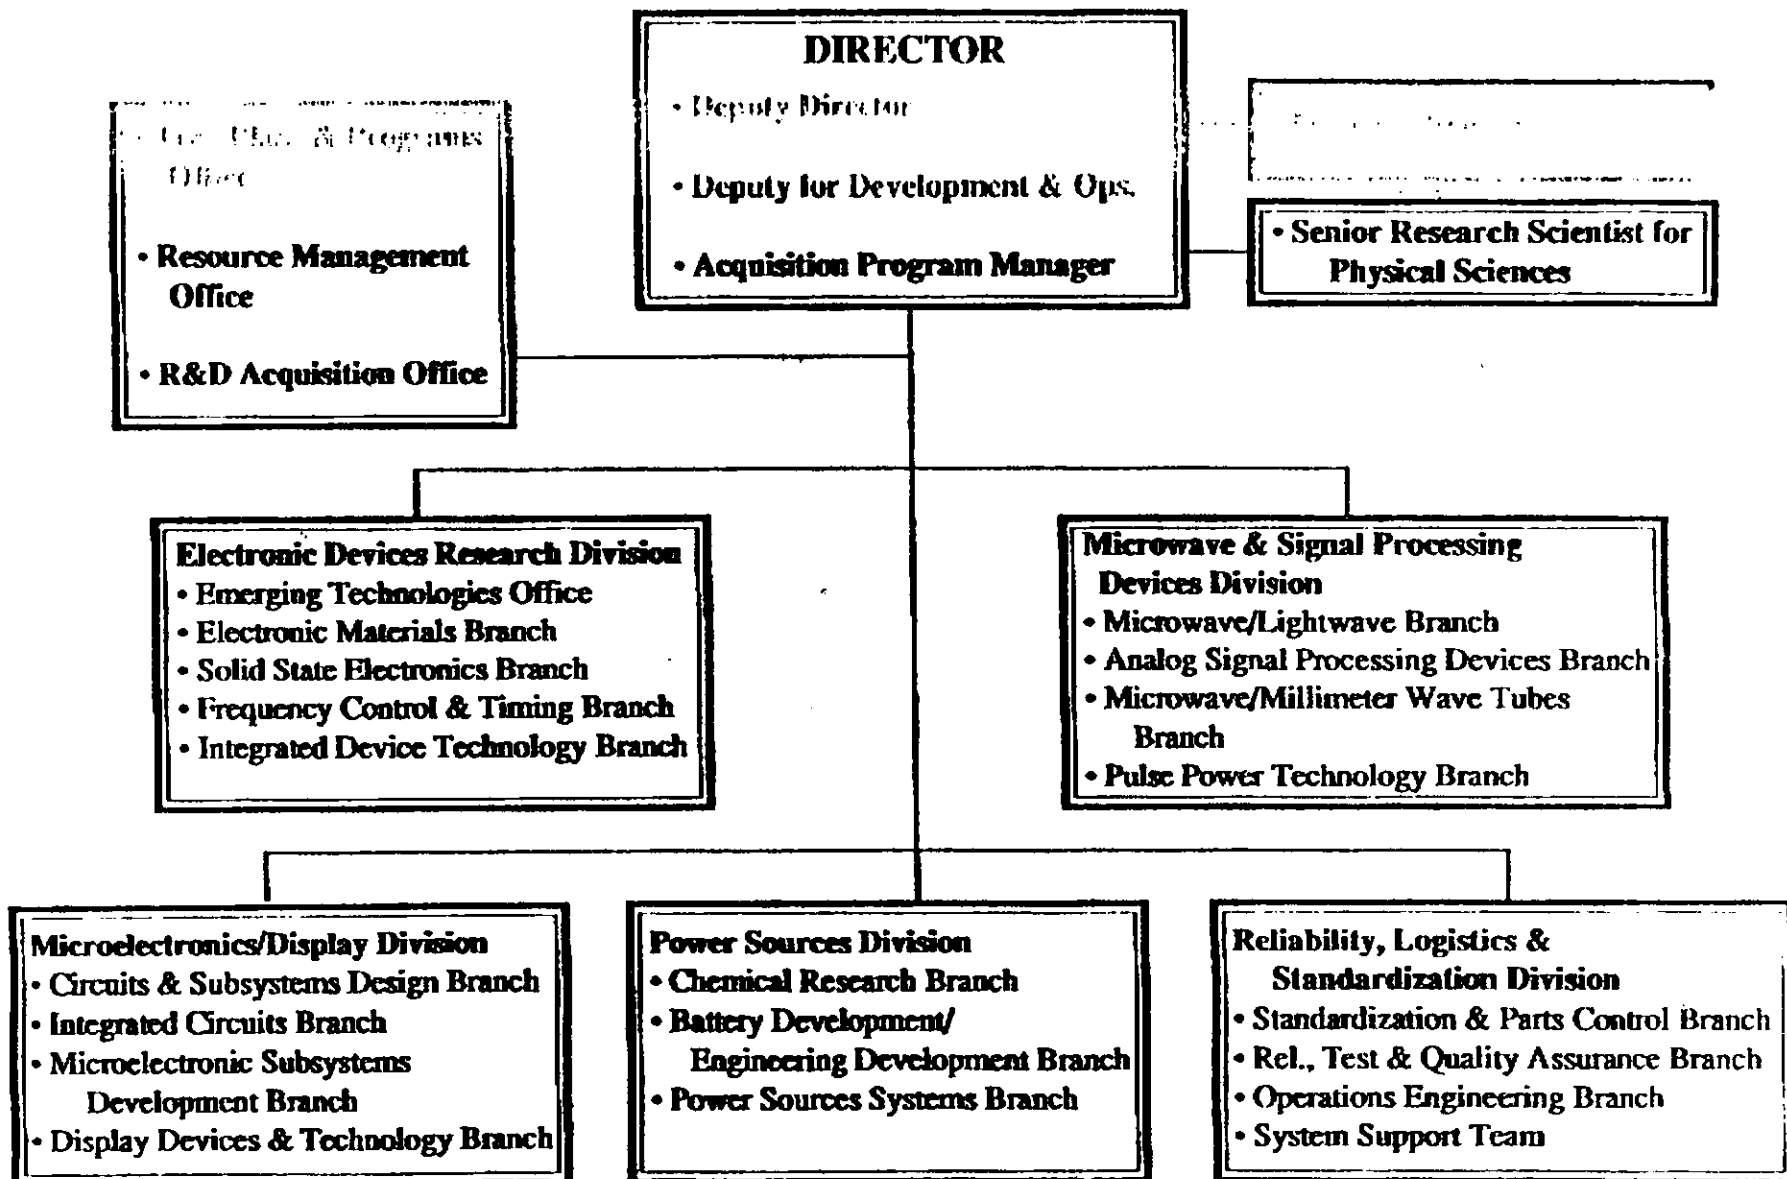 DIRECTOR
• Deputy Director
• Deputy for Development & Ops.
• Acquisition Program Manager
& Programs
Office
• Resource Management
Office
• R&D Acquisition Office
• Senior Research Scientist for
Physical Sciences
Electronic Devices Research Division
• Emerging Technologies Office
• Electronic Materials Branch
• Solid State Electronics Branch
• Frequency Control & Timing Branch
• Integrated Device Technology Branch
Microwave & Signal Processing
Devices Division
• Microwave/Lightwave Branch
• Analog Signal Processing Devices Branch
• Microwave/Millimeter Wave Tubes
Branch
• Pulse Power Technology Branch
Microelectronics/Display Division
• Circuits & Subsystems Design Branch
• Integrated Circuits Branch
• Microelectronic Subsystems
Development Branch
• Display Devices & Technology Branch
Power Sources Division
• Chemical Research Branch
• Battery Development/
Engineering Development Branch
• Power Sources Systems Branch
Reliability, Logistics &
Standardization Division
• Standardization & Parts Control Branch
• Rel., Test & Quality Assurance Branch
• Operations Engineering Branch
• System Support Team